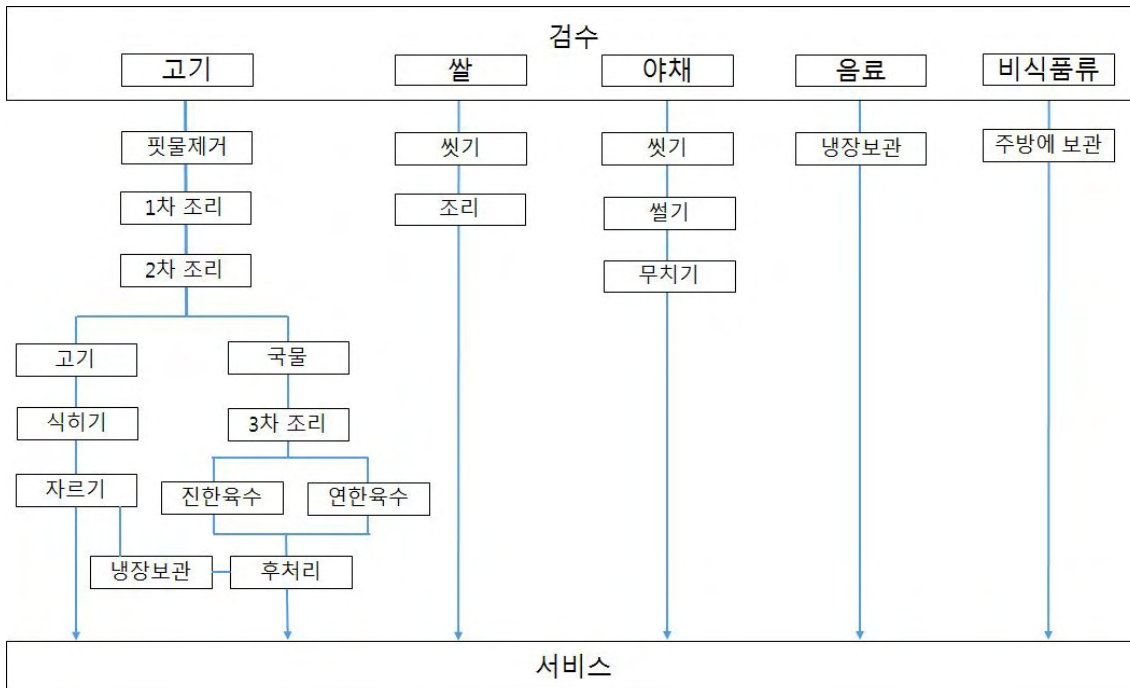 검수
고기
쌀
야채
음료
비식품류
핏물제거
씻기
씻기
냉장보관
주방에 보관
1차 조리
조리
썰기
2차 조리
무치기
고기
국물
식히기
3차 조리
자르기
진한육수
연한육수
냉장보관
후처리
서비스